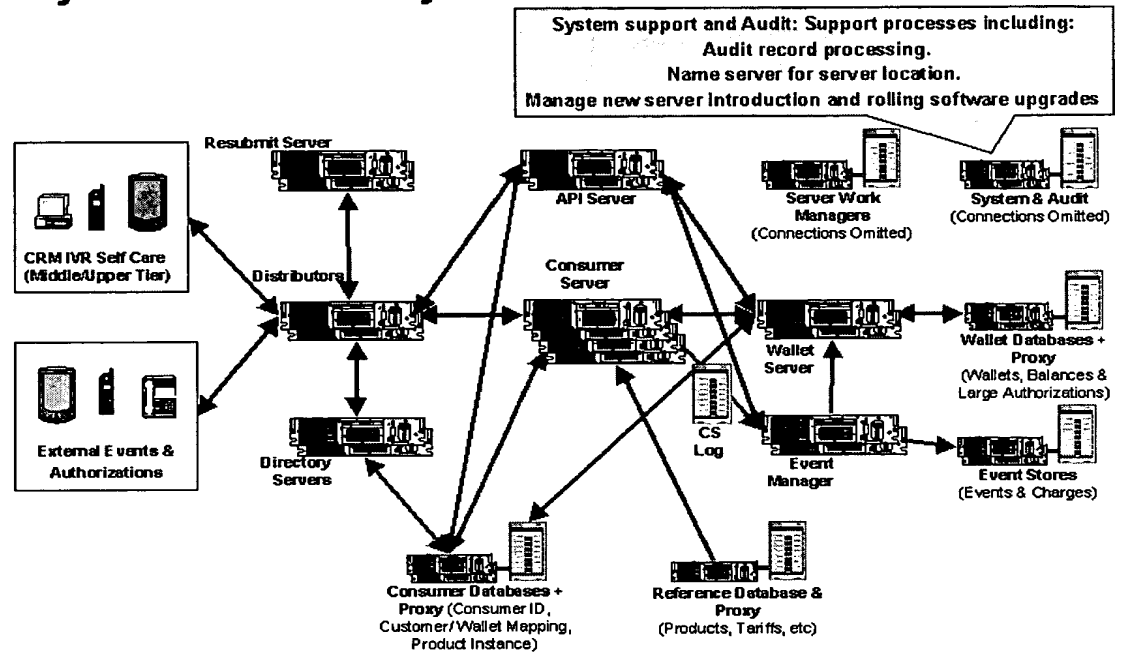 System support and Audit: Support processes including:
Audit record processing.
Name server for server location.
Manage new server introduction and rolling software upgrades
Resubmit Server
API Server
Server Work
Managers
(Connections Omitted)
System & Audit
(Connections Omitted)
CRM IVR Self Care
(Middle/Upper Tier)
Distributors
Consumer
Server
Wallet
Server
Wallet Databases +
Proxy
(Wallets, Balances &
Large Authorizations)
External Events &
Authorizations
Directory
Servers
CS
Log
Event
Manager
Event Stores
(Events & Charges)
Consumer Databases +
Proxy (Consumer ID,
Customer/Wallet Mapping,
Product Instance)
Reference Database &
Proxy
(Products, Tariffs, etc)